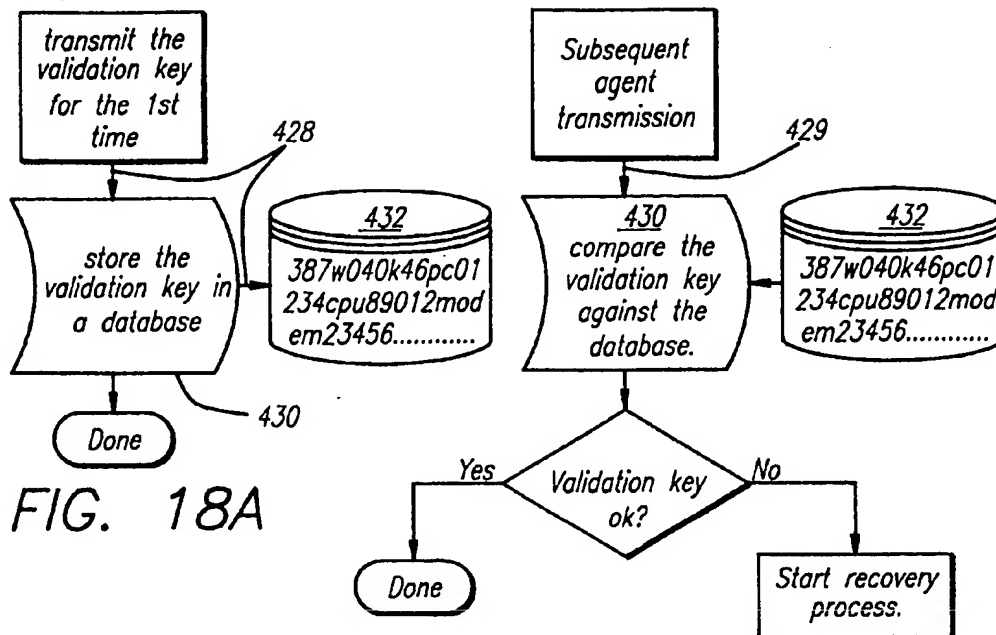 transmit the
validation key
for the 1st
time
428
store the
validation key in
a database
432
387w040k46pc01
234cpu89012mod
em23456............
430
Done
FIG. 18A
Subsequent
agent
transmission
429
430
compare the
validation key
against the
database.
432
387w040k46pc01
234cpu89012mod
em23456............
Validation key
ok?
Yes
No
Done
Start recovery
process.